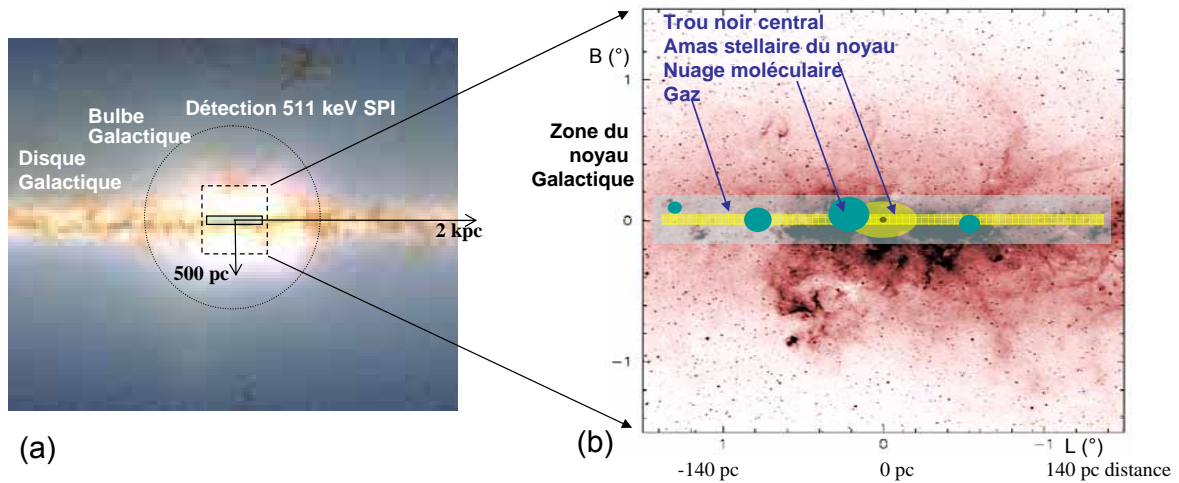 Détection 511 keV SPI
Bulbe
Galactique
Disque
Galactique
2 kpc
500 pc
(a)
Trou noir central
Amas stellaire du noyau
Nuage moléculaire
Gaz
B (°)
Zone du
noyau
Galactique
1
0
-1
1
0
-1
L (°)
-140 pc
0 pc
140 pc distance
(b)